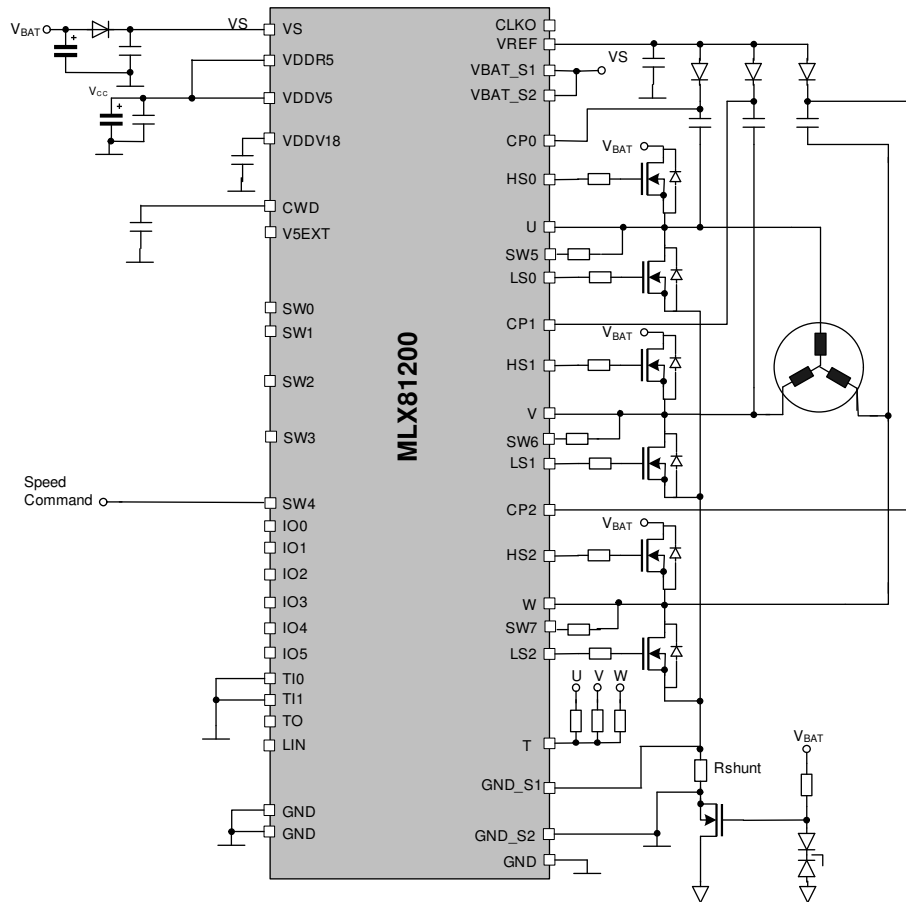 VBAT
VS
VS
VDDR5
VCC
VDDV5
VDDV18
CWD
V5EXT
SW0
SW1
SW2
SW3
Speed
Command
SW4
IO0
IO1
IO2
IO3
IO4
IO5
TI0
TI1
TO
LIN
GND
GND
MLX81200
CLKO
VREF
VBAT_S1
VS
VBAT_S2
CP0
VBAT
HS0
U
SW5
LS0
CP1
VBAT
HS1
V
SW6
LS1
CP2
VBAT
HS2
W
SW7
LS2
U V W
T
VBAT
Rshunt
GND_S1
GND_S2
GND